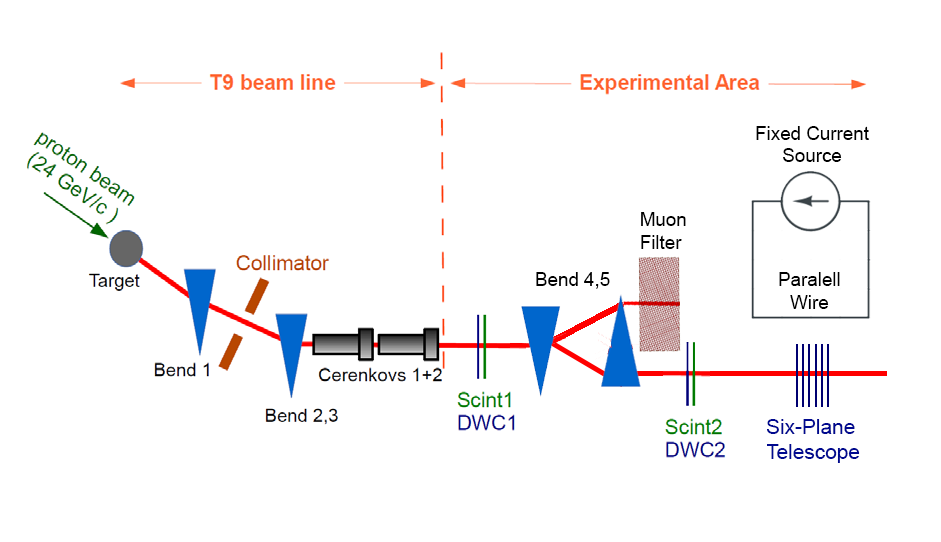 T9 beam line
Experimental Area
proton beam
(24 GeV/c )
Target
Collimator
Bend 1
Bend 2,3
Cerenkovs 1+2
Scint1
DWC1
Bend 4,5
Muon
Filter
Scint2
DWC2
Fixed Current
Source
Paralell
Wire
Six-Plane
Telescope